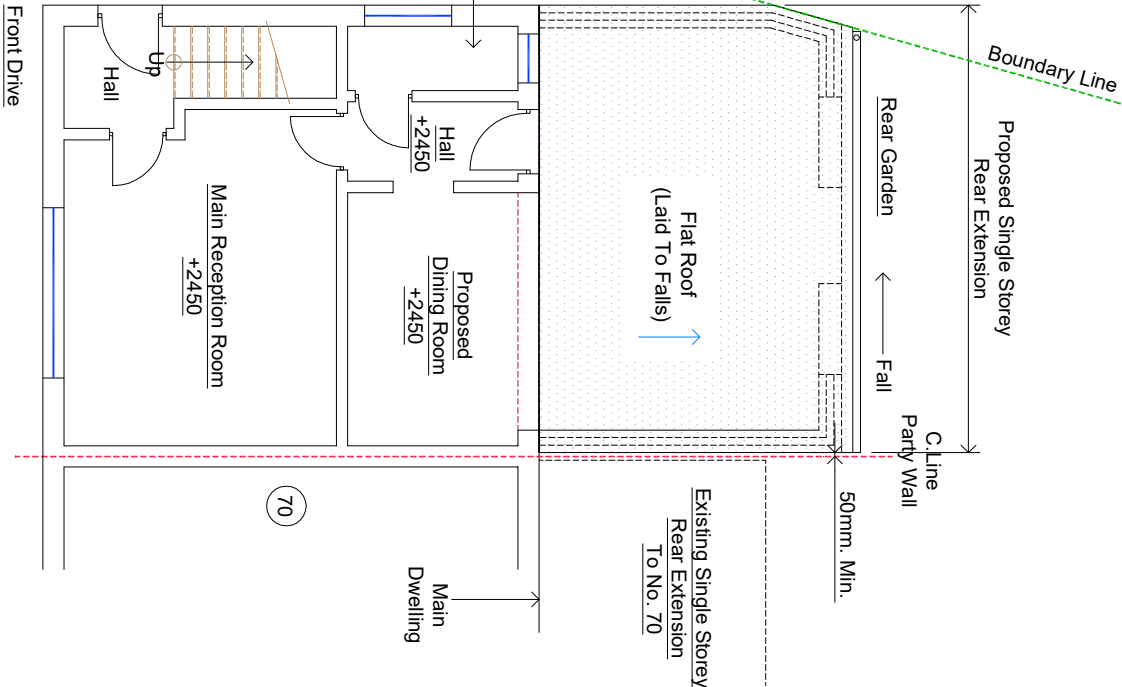 Front Drive
Hall
Up
Main Reception Room
+2450
Hall
+2450
Proposed
Dining Room
+2450
Flat Roof
(Laid To Falls)
Rear Garden
Fall
Boundary Line
Proposed Single Storey
Rear Extension
C.Line
Party Wall
50mm. Min.
Existing Single Storey
Rear Extension
To No. 70
Main
Dwelling
70